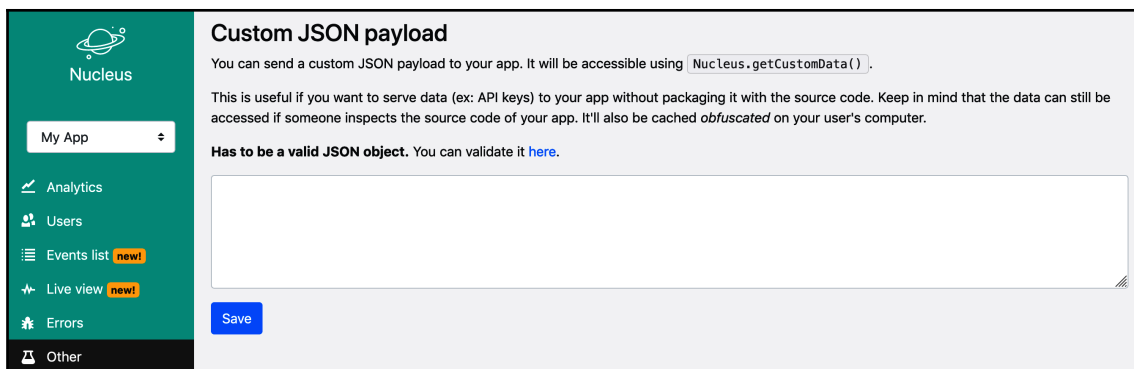 Nucleus
My App
Analytics
Users
Events list new!
Live view new!
Errors
Other
Custom JSON payload
You can send a custom JSON payload to your app. It will be accessible using Nucleus.getCustomData() .
This is useful if you want to serve data (ex: API keys) to your app without packaging it with the source code. Keep in mind that the data can still be
accessed if someone inspects the source code of your app. It'll also be cached obfuscated on your user's computer.
Has to be a valid JSON object. You can validate it here.
Save